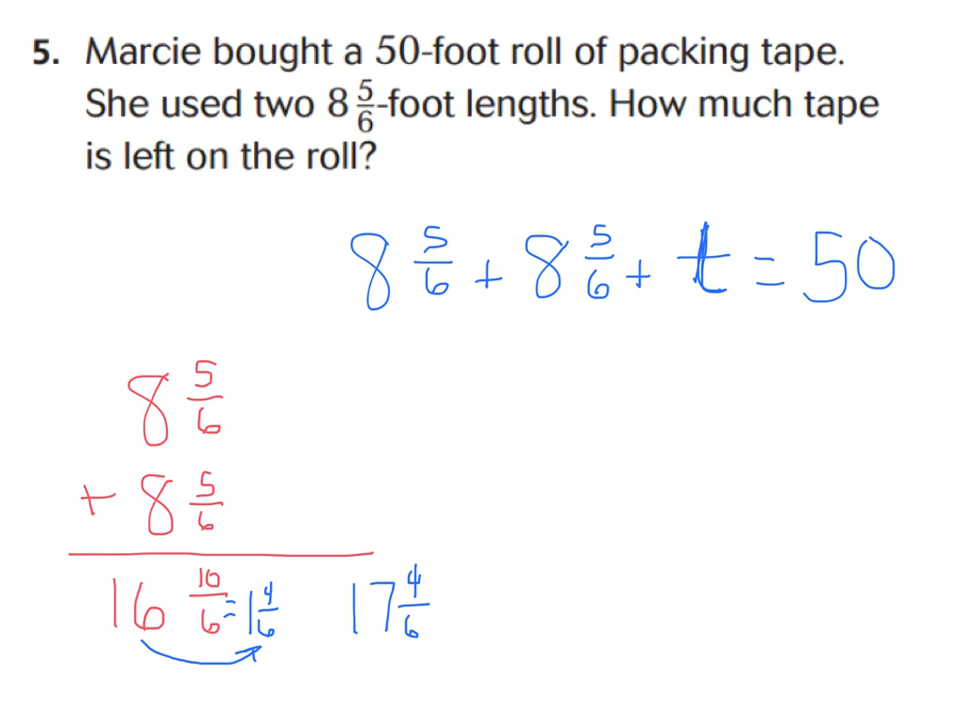 5. Marcie bought a 50-foot roll of packing tape.
She used two 8 5/6-foot lengths. How much tape
is left on the roll?
8 5/6 + 8 5/6 + t = 50
8 5/6
+ 8 5/6
16 10/6 = 1 4/6 17 4/6